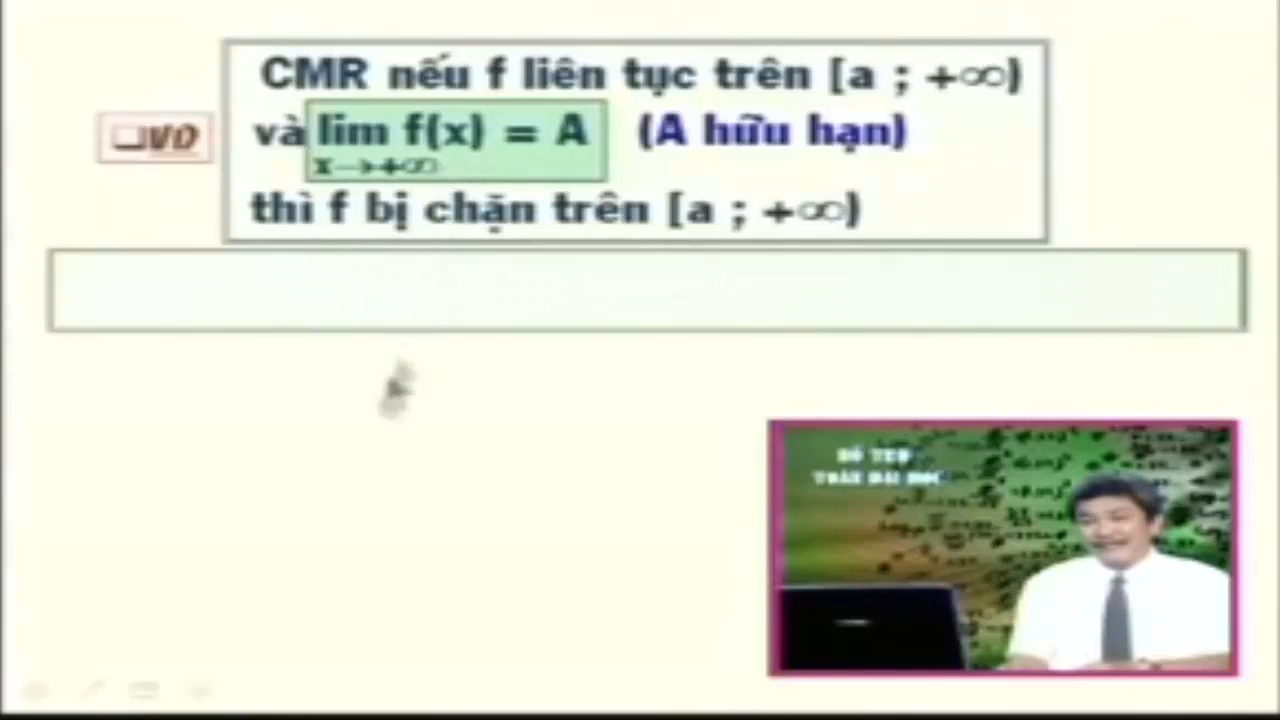 CMR nếu f liên tục trên [a ; +∞)
❑VD
và lim f(x) = A (A hữu hạn)
x→+∞
thì f bị chặn trên [a ; +∞)